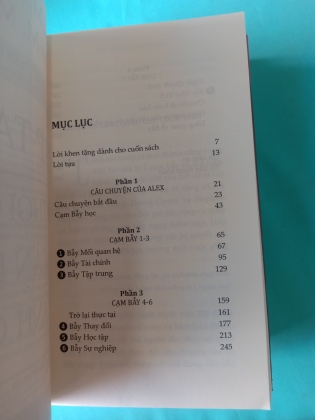 MỤC LỤC
Lời khen tặng dành cho cuốn sách 7
Lời tựa 13
Phần 1
CÂU CHUYỆN CỦA ALEX 21
Câu chuyện bắt đầu 23
Cạm Bẫy học 43
Phần 2
CẠM BẪY 1-3 65
1 Bẫy Mối quan hệ 67
2 Bẫy Tài chính 95
3 Bẫy Tập trung 129
Phần 3
CẠM BẪY 4-6 159
Trở lại thực tại 161
4 Bẫy Thay đổi 177
5 Bẫy Học tập 213
6 Bẫy Sự nghiệp 245